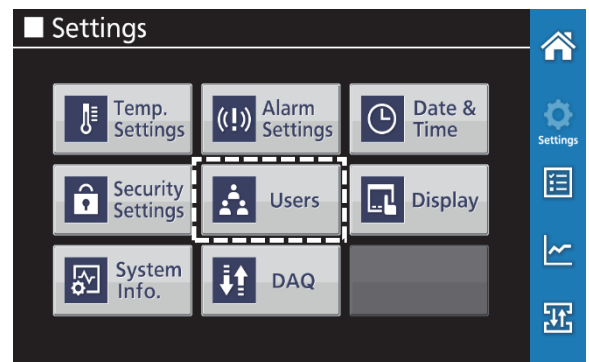 Settings
Temp.
Settings
Alarm
Settings
Date &
Time
Settings
Security
Settings
Users
Display
System
Info.
DAQ